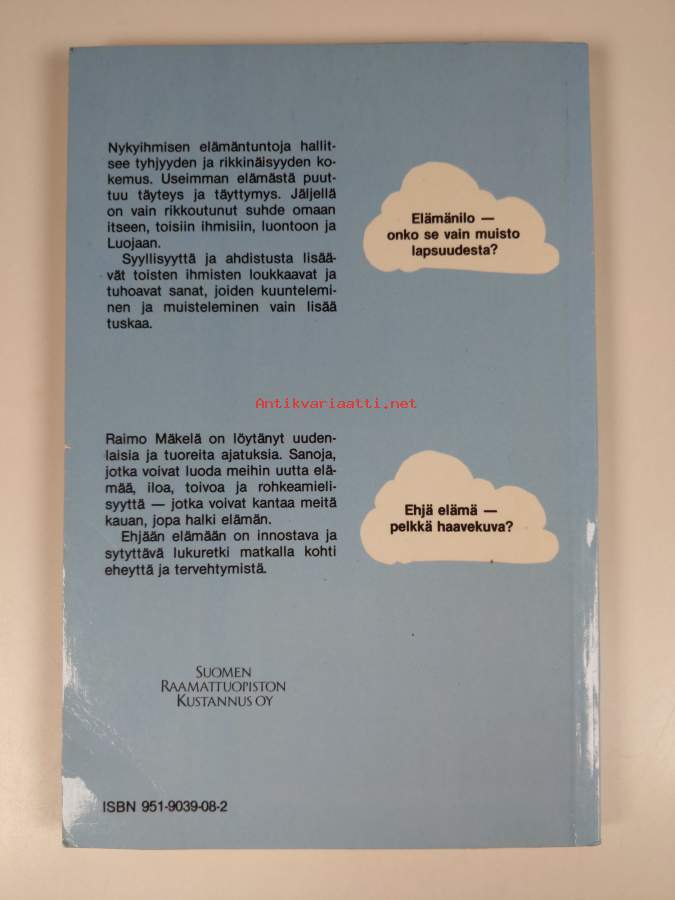 Nykyihmisen elämäntuntoja hallit-
see tyhjyyden ja rikkinäisyyden ko-
kemus. Useimman elämästä puut-
tuu täyteys ja täyttymys. Jäljellä
on vain rikkoutunut suhde omaan
itseen, toisiin ihmisiin, luontoon ja
Luojaan.
Syyllisyyttä ja ahdistusta lisää-
vät toisten ihmisten loukkaavat ja
tuhoavat sanat, joiden kuuntelemi-
nen ja muisteleminen vain lisää
tuskaa.
Elämänilo —
onko se vain muisto
lapsuudesta?
Antikvariaatti.net
Raimo Mäkelä on löytänyt uuden-
laisia ja tuoreita ajatuksia. Sanoja,
jotka voivat luoda meihin uutta elä-
mää, iloa, toivoa ja rohkeamieli-
syyttä — jotka voivat kantaa meitä
kauan, jopa halki elämän.
Ehjään elämään on innostava ja
sytyttävä lukuretki matkalla kohti
eheyttä ja tervehtymistä.
Ehjä elämä —
pelkkä haavekuva?
SUOMEN
RAAMATTUOPISTON
KUSTANNUS OY
ISBN 951-9039-08-2